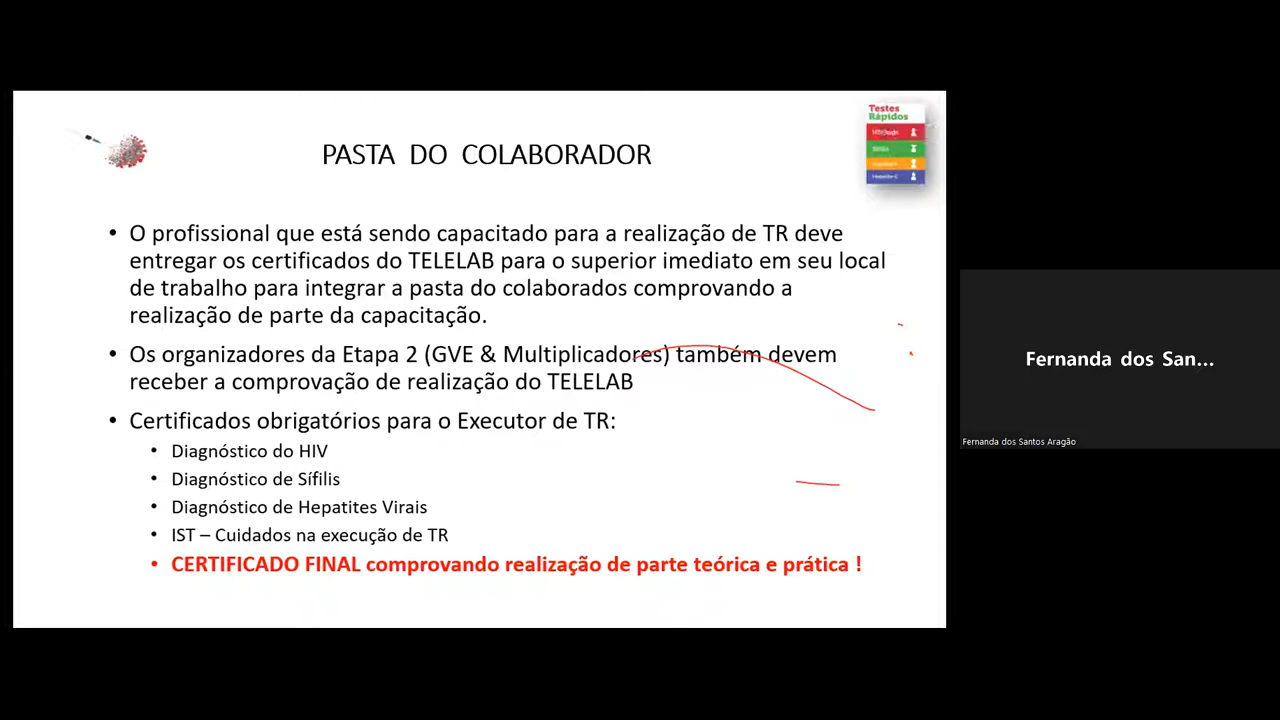 Testes
Rápidos
PASTA DO COLABORADOR
• O profissional que está sendo capacitado para a realização de TR deve
entregar os certificados do TELELAB para o superior imediato em seu local
de trabalho para integrar a pasta do colaborados comprovando a
realização de parte da capacitação.
• Os organizadores da Etapa 2 (GVE & Multiplicadores) também devem
receber a comprovação de realização do TELELAB
• Certificados obrigatórios para o Executor de TR:
• Diagnóstico do HIV
• Diagnóstico de Sífilis
• Diagnóstico de Hepatites Virais
• IST – Cuidados na execução de TR
• CERTIFICADO FINAL comprovando realização de parte teórica e prática !
Fernanda dos San...
Fernanda dos Santos Aragão